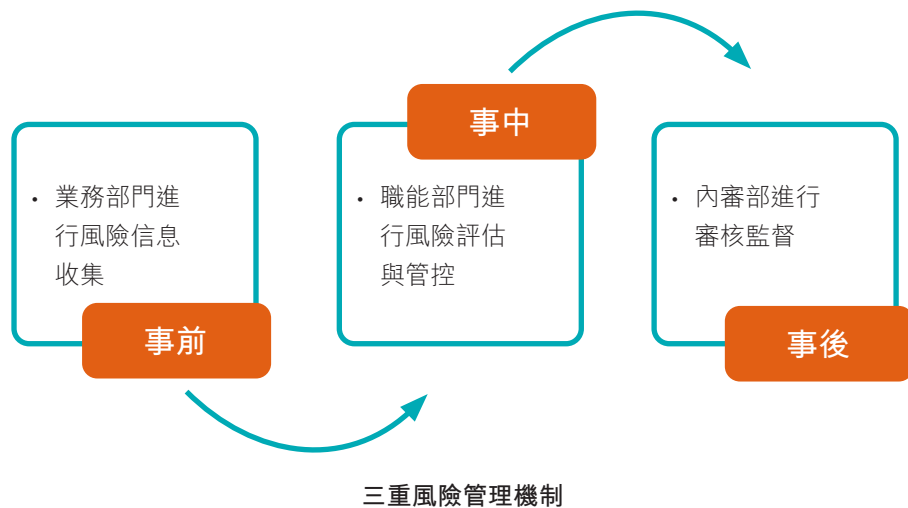 • 業務部門進
行風險信息
收集
事前
事中
• 職能部門進
行風險評估
與管控
• 內審部進行
審核監督
事後
三重風險管理機制